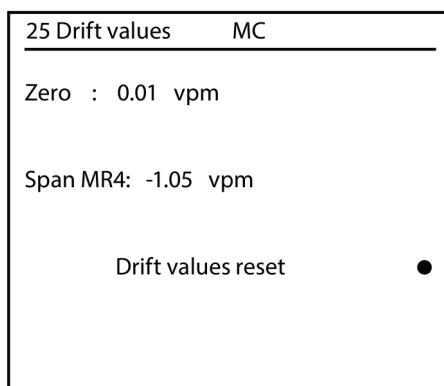 25 Drift values MC
Zero : 0.01 vpm
Span MR4: -1.05 vpm
Drift values reset